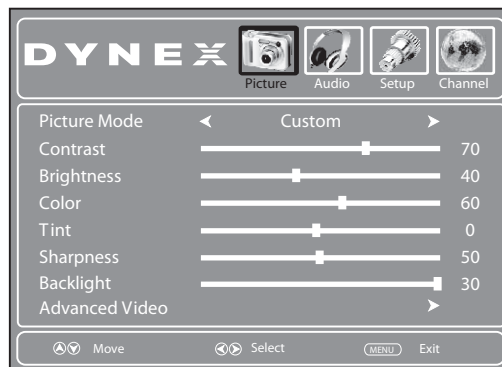 DYNEX
Picture Audio Setup Channel
Picture Mode Custom
Contrast 70
Brightness 40
Color 60
Tint 0
Sharpness 50
Backlight 30
Advanced Video
Move Select MENU Exit